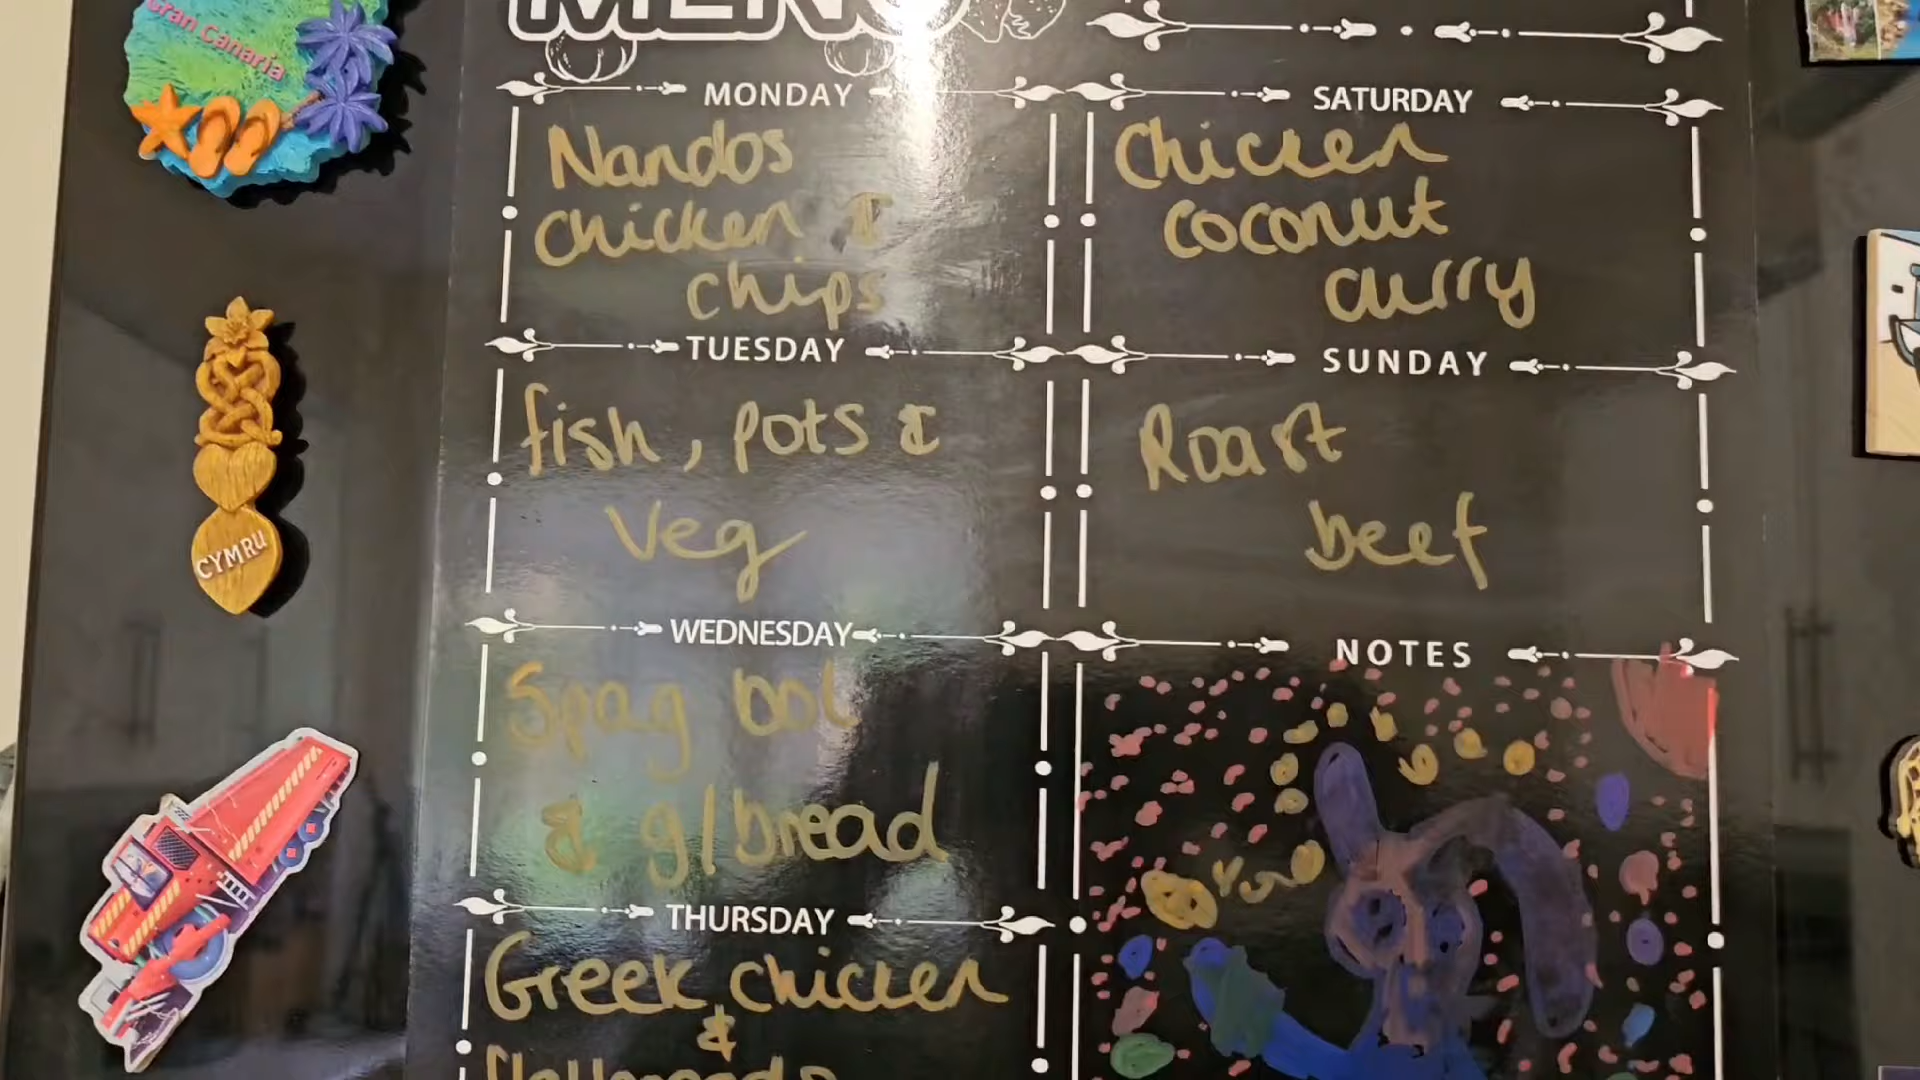 Gran Canaria
MENU
MONDAY
Nandos
chicken &
chips
TUESDAY
fish, pots &
veg
WEDNESDAY
Spag bol
& g/bread
THURSDAY
Greek chicken
&
SATURDAY
Chicken
coconut
curry
SUNDAY
Roast
beef
NOTES
CYMRU